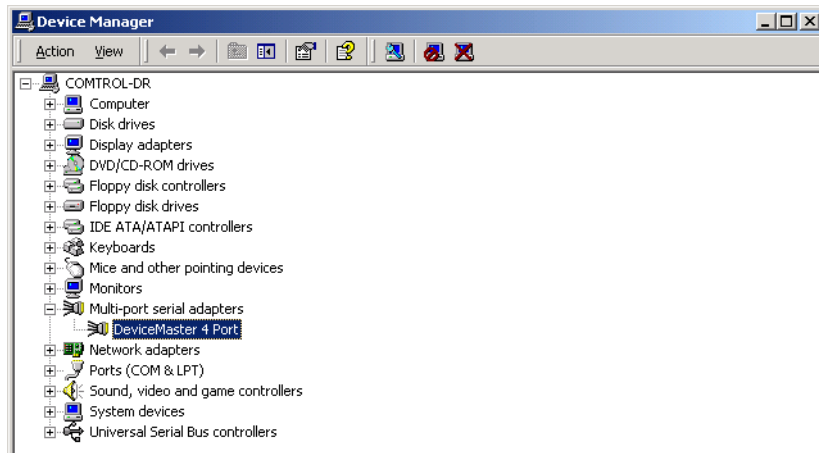 Device Manager
Action View
COMTROL-DR
Computer
Disk drives
Display adapters
DVD/CD-ROM drives
Floppy disk controllers
Floppy disk drives
IDE ATA/ATAPI controllers
Keyboards
Mice and other pointing devices
Monitors
Multi-port serial adapters
DeviceMaster 4 Port
Network adapters
Ports (COM & LPT)
Sound, video and game controllers
System devices
Universal Serial Bus controllers